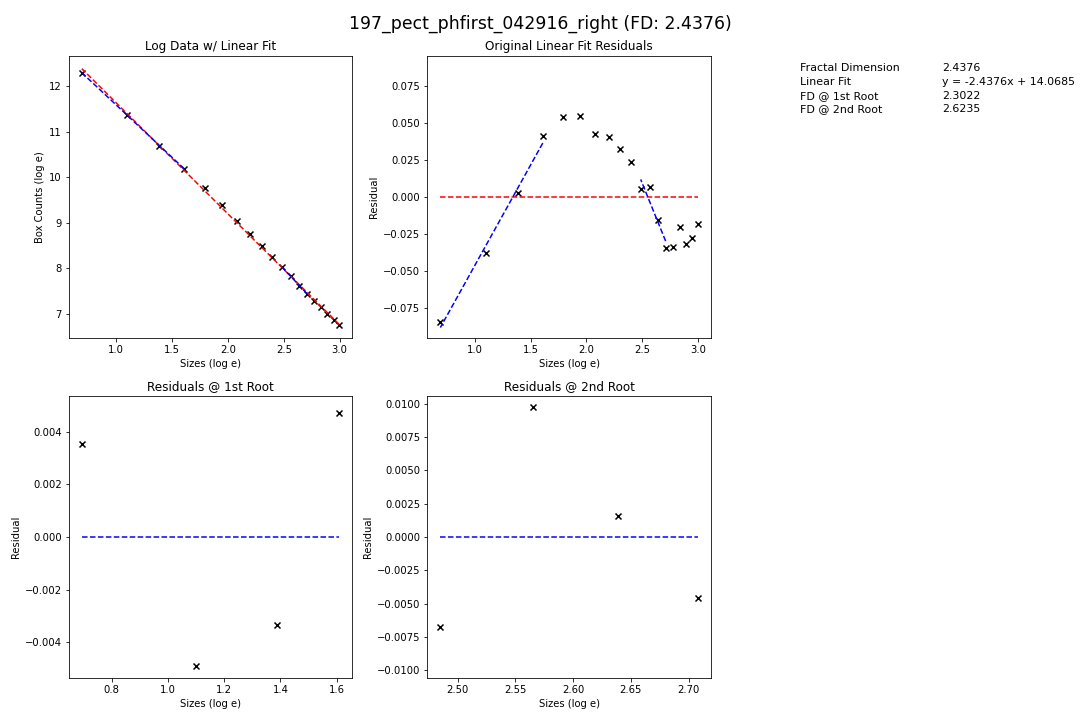 197_pect_phfirst_042916_right (FD: 2.4376)
Log Data w/ Linear Fit
12
11
10
9
8
7
Box Counts (log e)
1.0 1.5 2.0 2.5 3.0
Sizes (log e)
Original Linear Fit Residuals
0.075
0.050
0.025
0.000
−0.025
−0.050
−0.075
Residual
1.0 1.5 2.0 2.5 3.0
Sizes (log e)
Fractal Dimension 2.4376
Linear Fit y = -2.4376x + 14.0685
FD @ 1st Root 2.3022
FD @ 2nd Root 2.6235
Residuals @ 1st Root
0.004
0.002
0.000
−0.002
−0.004
Residual
0.8 1.0 1.2 1.4 1.6
Sizes (log e)
Residuals @ 2nd Root
0.0100
0.0075
0.0050
0.0025
0.0000
−0.0025
−0.0050
−0.0075
−0.0100
Residual
2.50 2.55 2.60 2.65 2.70
Sizes (log e)